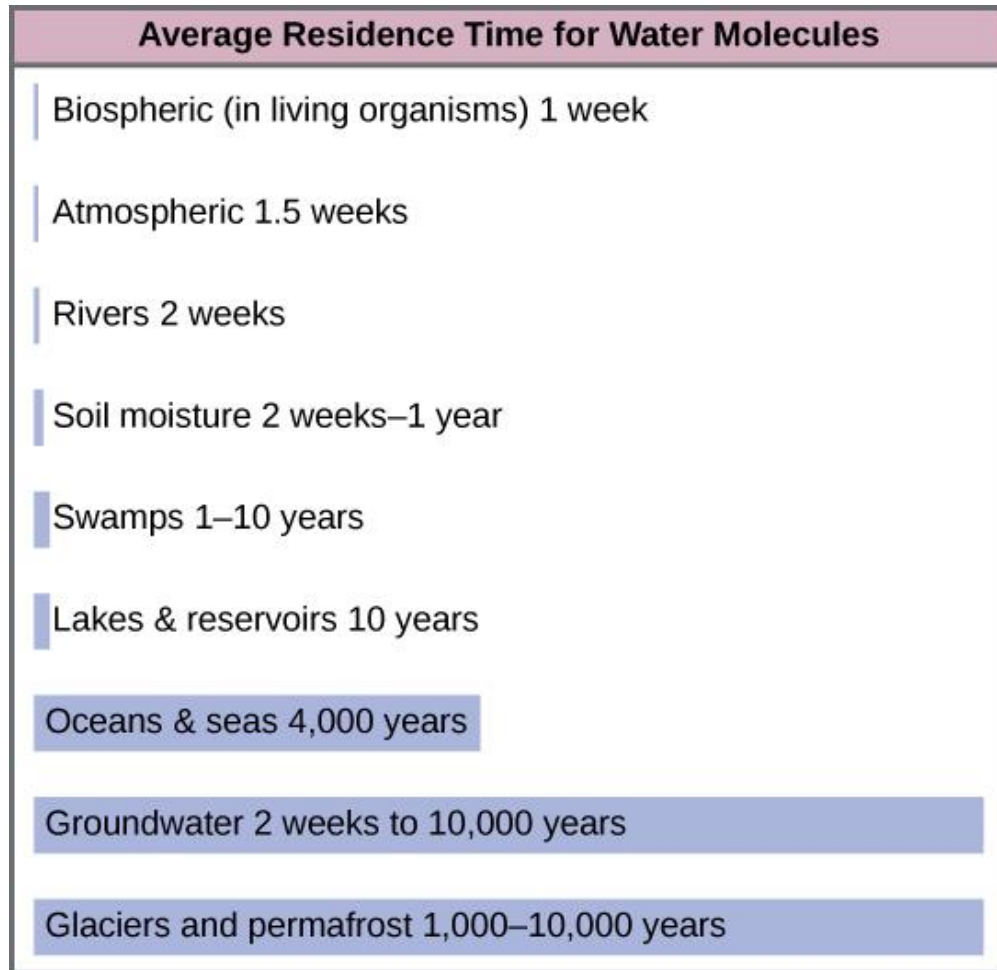 Average Residence Time for Water Molecules
Biospheric (in living organisms) 1 week
Atmospheric 1.5 weeks
Rivers 2 weeks
Soil moisture 2 weeks–1 year
Swamps 1–10 years
Lakes & reservoirs 10 years
Oceans & seas 4,000 years
Groundwater 2 weeks to 10,000 years
Glaciers and permafrost 1,000–10,000 years